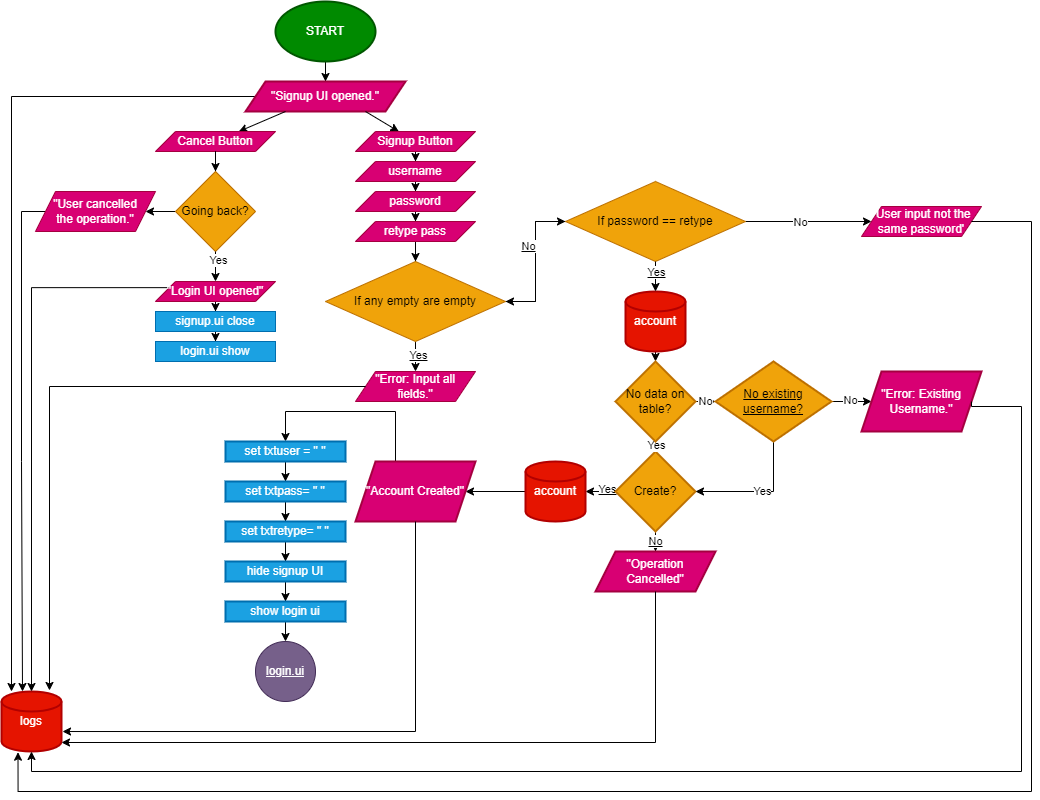 START
"Signup UI opened."
Cancel Button
Signup Button
username
password
retype pass
"User cancelled
the operation."
Going back?
Yes
Login UI opened"
signup.ui close
login.ui show
If any empty are empty
No
If password == retype
No
User input not the
same password'
Yes
account
Yes
"Error: Input all
fields."
No data on
table?
No
No existing
username?
No
"Error: Existing
Username."
Yes
set txtuser = " "
set txtpass= " "
set txtretype= " "
hide signup UI
show login ui
login.ui
"Account Created"
account
Yes
Create?
Yes
No
"Operation
Cancelled"
logs